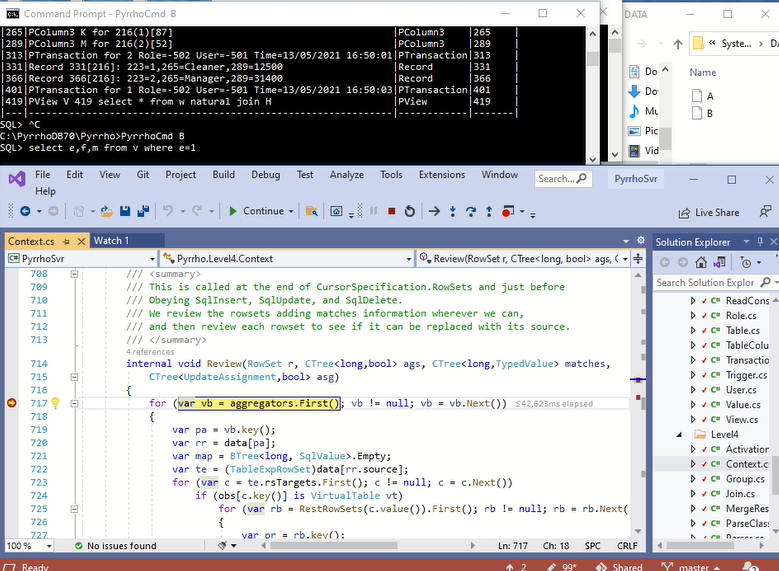 Command Prompt - PyrrhoCmd B
|265|PColumn3 K for 216(1)[87] |PColumn3 |265 |
|289|PColumn3 M for 216(2)[52] |PColumn3 |289 |
|313|PTransaction for 2 Role=-502 User=-501 Time=13/05/2021 16:50:01|PTransaction|313 |
|331|Record 331[216]: 223=1,265=Cleaner,289=12500 |Record |331 |
|366|Record 366[216]: 223=2,265=Manager,289=31400 |Record |366 |
|401|PTransaction for 1 Role=-502 User=-501 Time=13/05/2021 16:50:03|PTransaction|401 |
|419|PView V 419 select * from w natural join H |PView |419 |
SQL> ^C
C:\PyrrhoDB70\Pyrrho>PyrrhoCmd B
SQL> select e,f,m from v where e=1
DATA
Syste... > D
Name
Do
Do
Mu
Pic
Vid
A
B
File Edit View Git Project Build Debug Test Analyze Tools Extensions Window
Help
Search...
PyrrhoSvr
Continue
Live Share
Context.cs
Watch 1
PyrrhoSvr
Pyrrho.Level4.Context
Review(RowSet r, CTree<long, bool> ags, C
708 /// <summary>
709 /// This is called at the end of CursorSpecification.RowSets and just before
710 /// Obeying SqlInsert, SqlUpdate, and SqlDelete.
711 /// We review the rowsets adding matches information wherever we can,
712 /// and then review each rowset to see if it can be replaced with its source.
713 /// </summary>
4 references
714 internal void Review(RowSet r, CTree<long,bool> ags, CTree<long,TypedValue> matches,
715 CTree<UpdateAssignment,bool> asg)
716 {
717 for (var vb = aggregators.First(); vb != null; vb = vb.Next()) ≤42,623ms elapsed
718 {
719 var pa = vb.key();
720 var rr = data[pa];
721 var map = BTree<long, SqlValue>.Empty;
722 var te = (TableExpRowSet)data[rr.source];
723 for (var c = te.rsTargets.First(); c != null; c = c.Next())
724 if (obs[c.key()] is VirtualTable vt)
725 for (var rb = RestRowSets(c.value()).First(); rb != null; rb = rb.Next(
726 {
727 var pr = rb.key();
100 %
No issues found
Ln: 717 Ch: 18 SPC CRLF
Solution Explorer
Search Solution Explor
C# ReadCons
C# Role.cs
C# Table.cs
C# TableColu
C# Transactio
C# Trigger.cs
C# User.cs
C# Value.cs
C# View.cs
Level4
C# Activation
C# Context.c
C# Group.cs
C# Join.cs
C# MergeRes
C# ParseClass
C# Parser.cs
Ready
2
99*
Shared
master
2